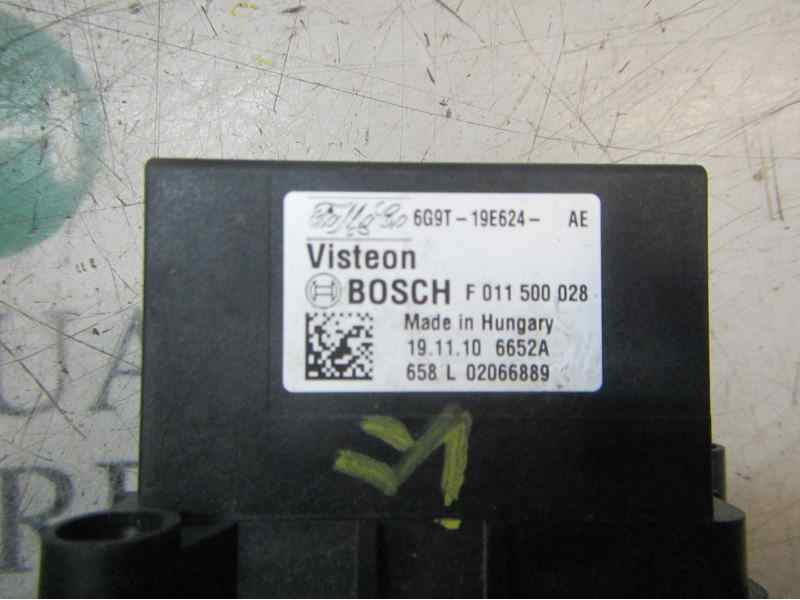 6G9T-19E624- AE
Visteon
BOSCH F 011 500 028
Made in Hungary
19.11.10 6652A
658 L 02066889